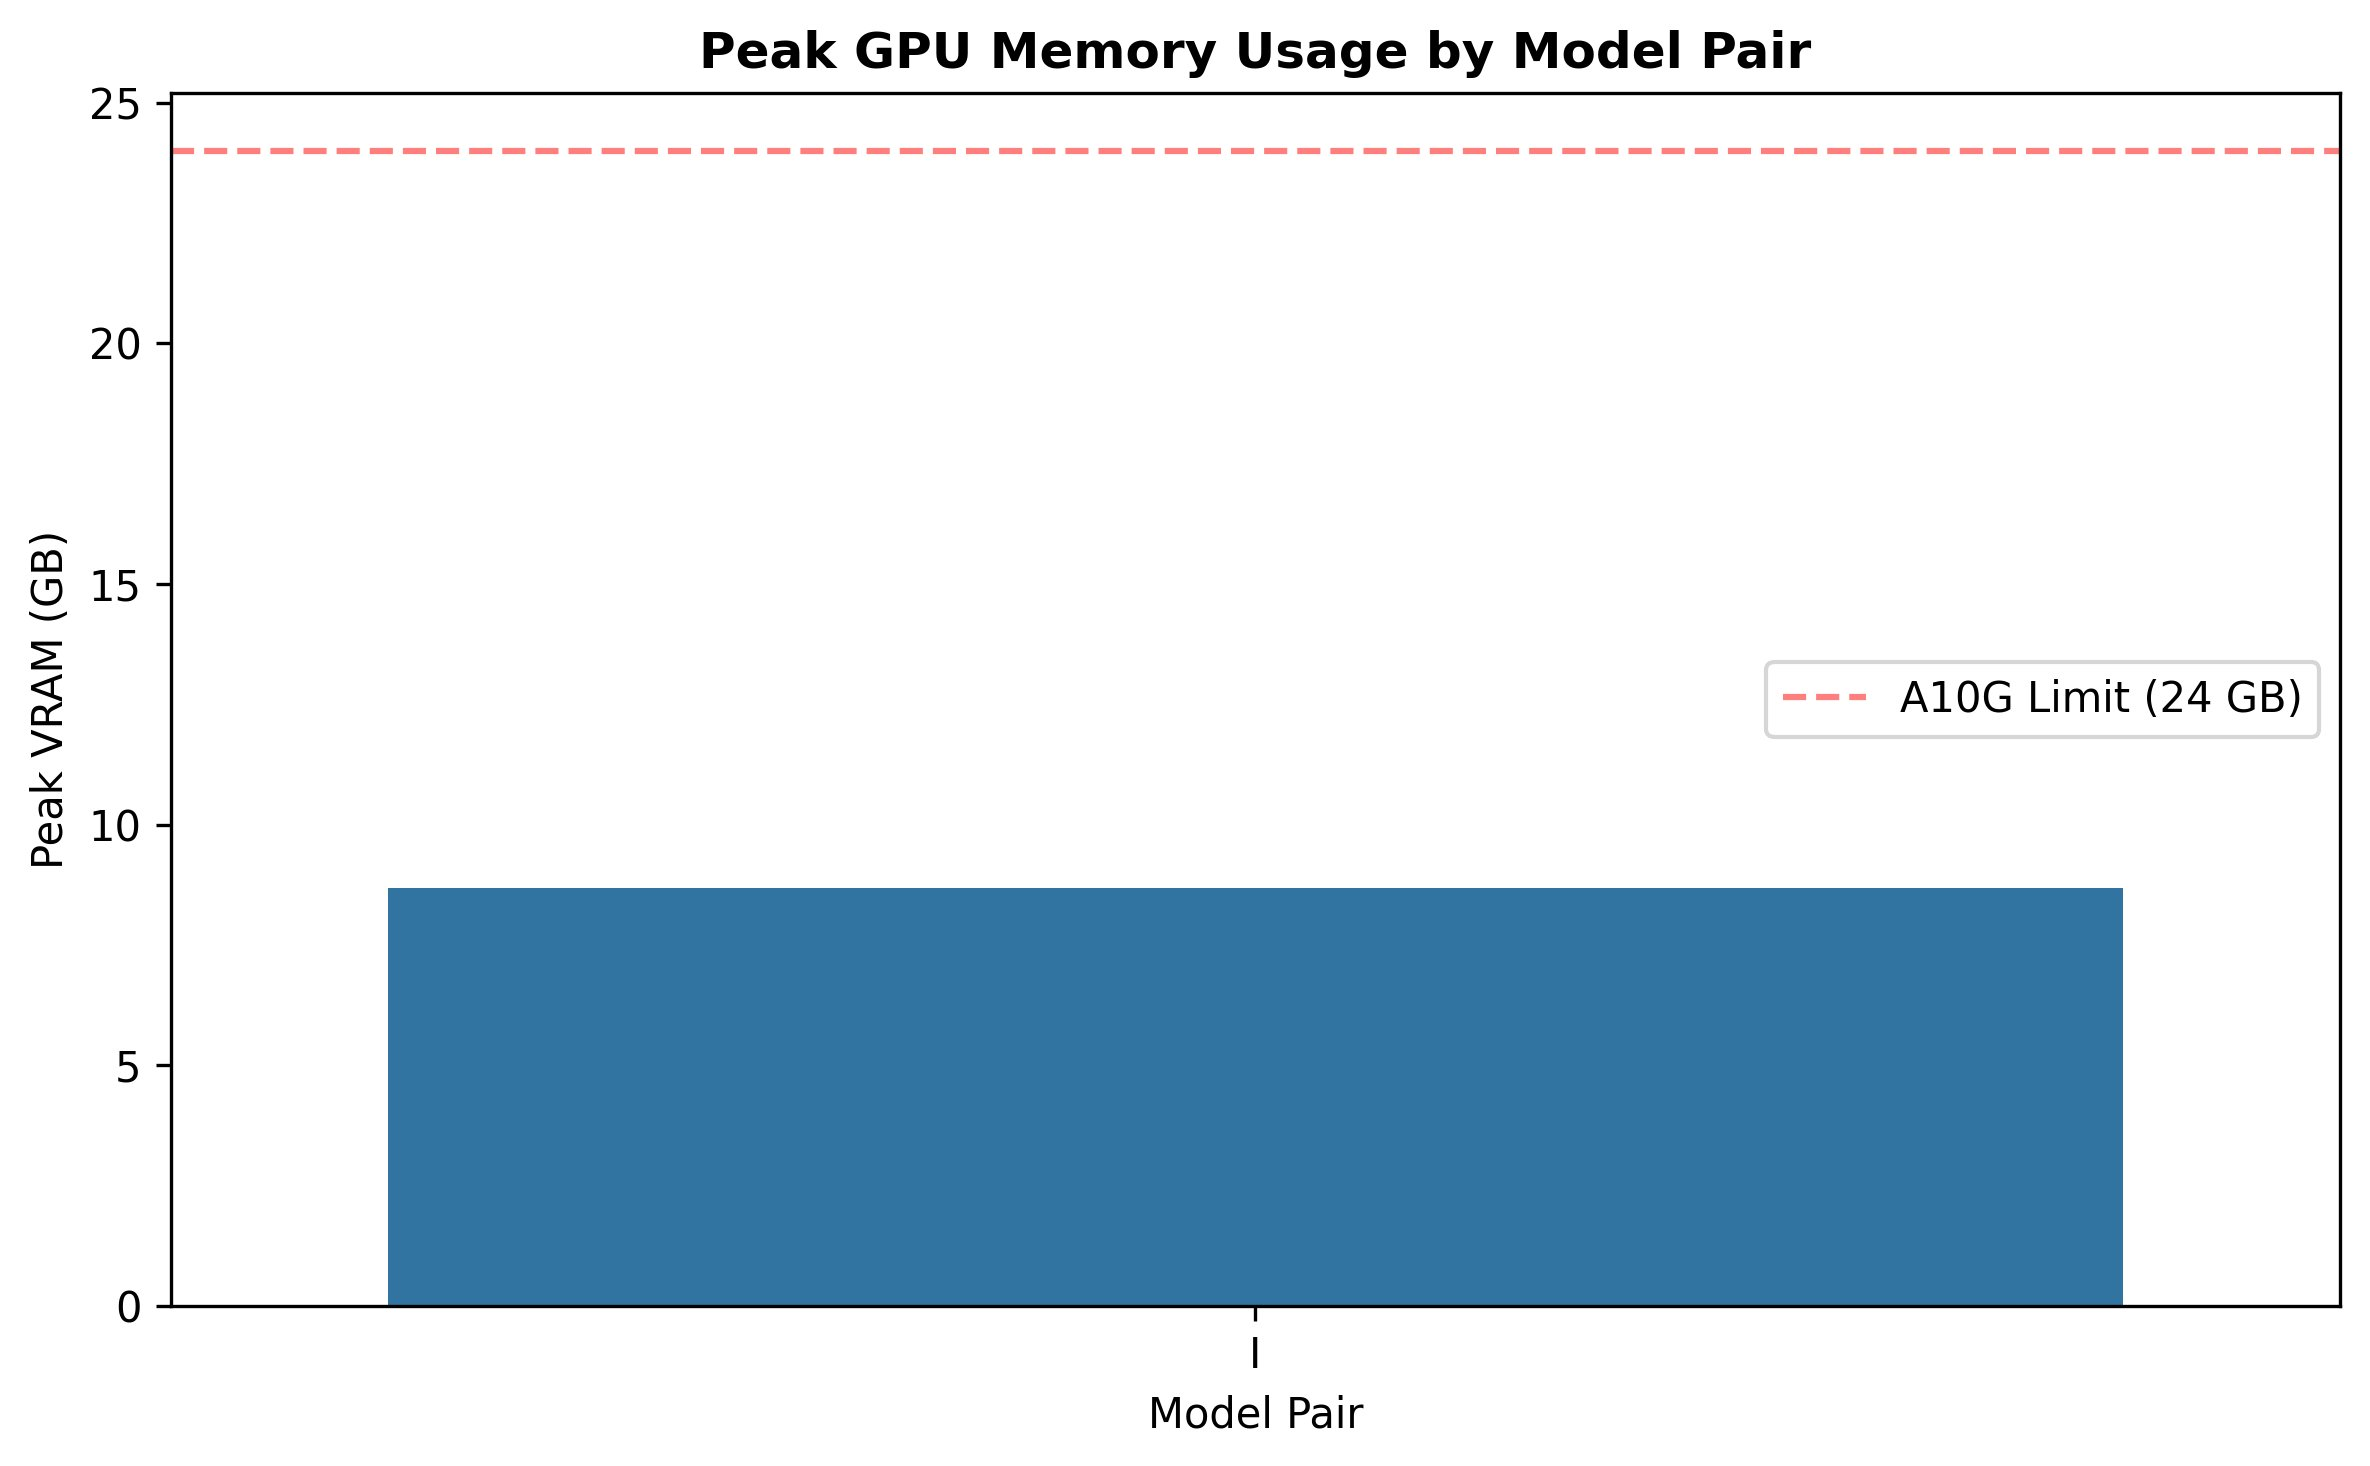 Peak GPU Memory Usage by Model Pair
25
20
15
10
5
0
Peak VRAM (GB)
A10G Limit (24 GB)
I
Model Pair